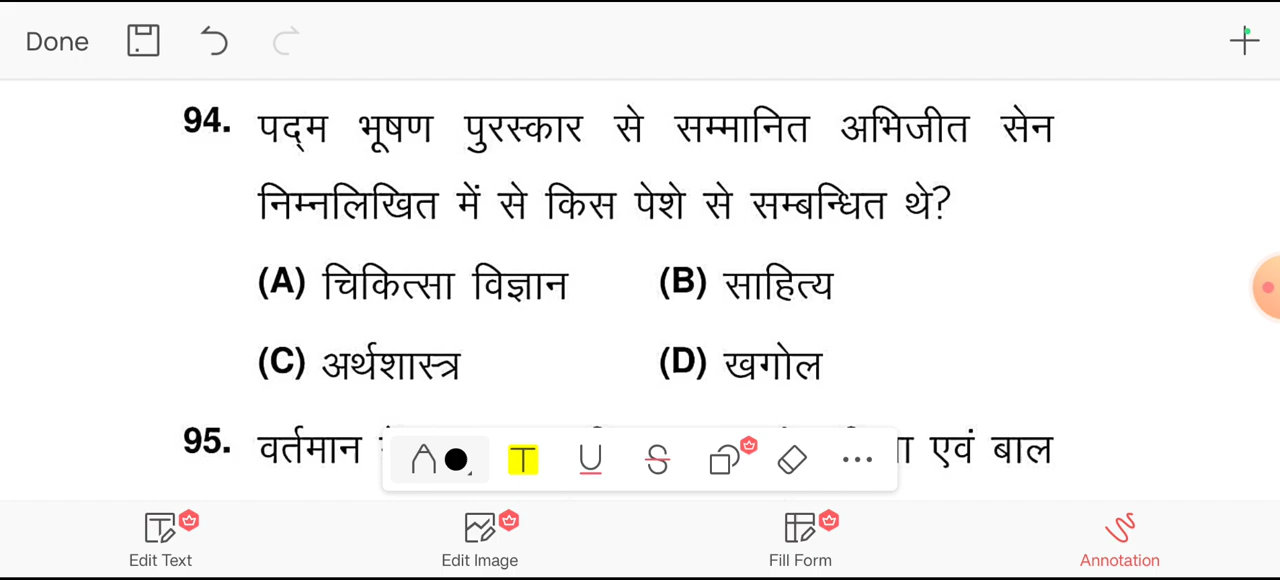 Done
94. पद्म भूषण पुरस्कार से सम्मानित अभिजीत सेन
निम्नलिखित में से किस पेशे से सम्बन्धित थे?
(A) चिकित्सा विज्ञान (B) साहित्य
(C) अर्थशास्त्र (D) खगोल
95. वर्तमान एवं बाल
T U S
Edit Text Edit Image Fill Form Annotation